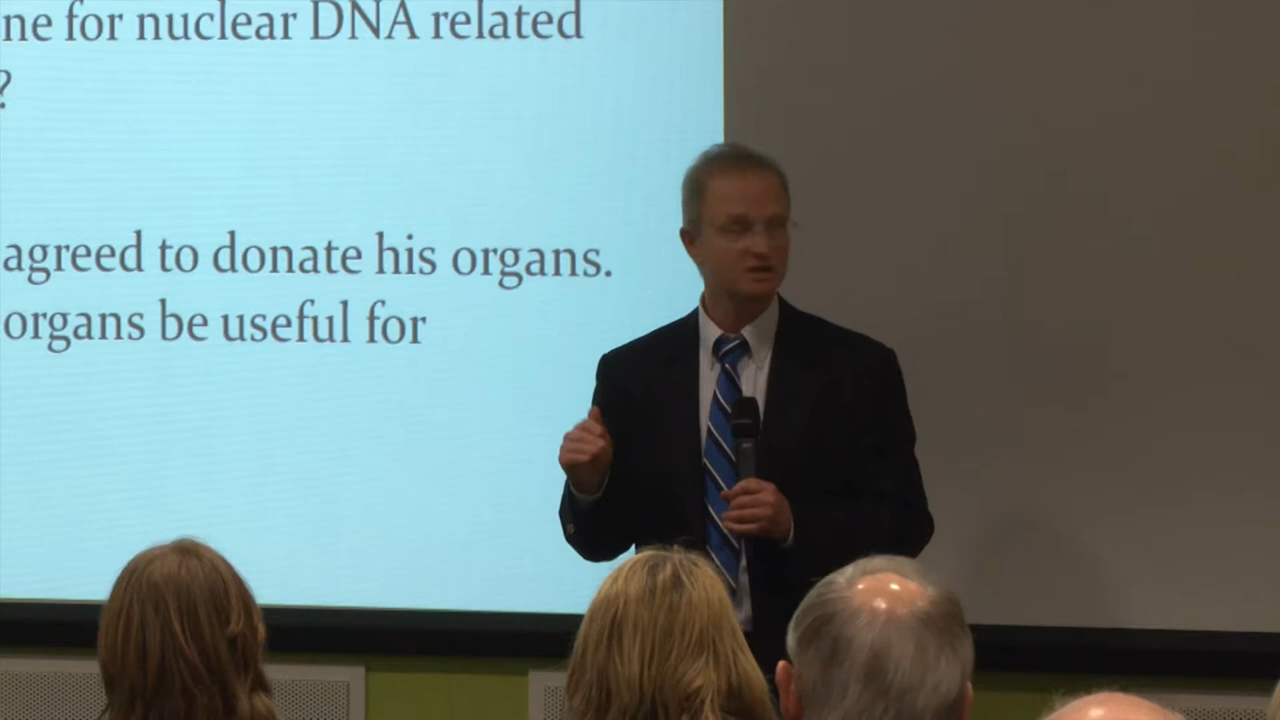 ne for nuclear DNA related
?
agreed to donate his organs.
organs be useful for